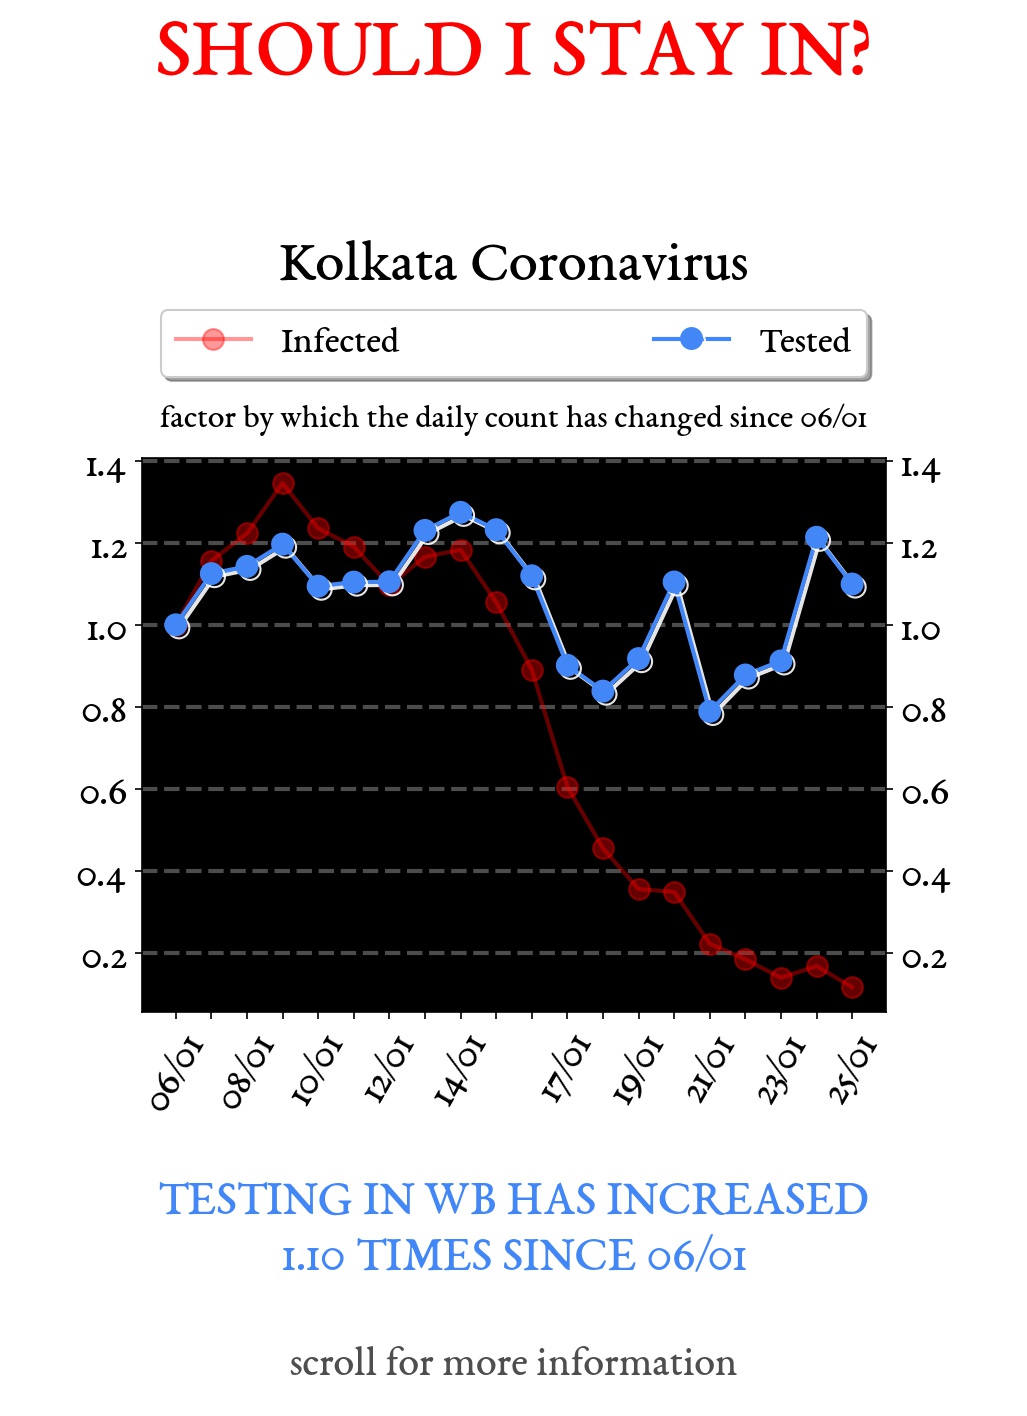 SHOULD I STAY IN?
Kolkata Coronavirus
Infected
Tested
factor by which the daily count has changed since 06/01
1.4 1.4
1.2 1.2
1.0 1.0
0.8 0.8
0.6 0.6
0.4 0.4
0.2 0.2
06/01 08/01 10/01 12/01 14/01 17/01 19/01 21/01 23/01 25/01
TESTING IN WB HAS INCREASED
1.10 TIMES SINCE 06/01
scroll for more information